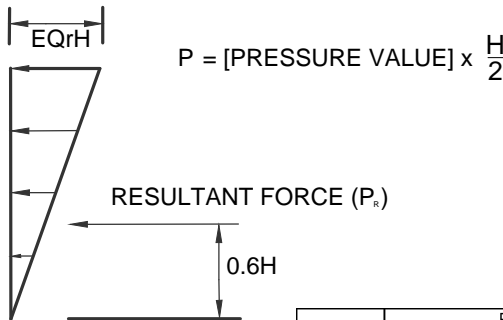 EQrH
P = [PRESSURE VALUE] x H/2
RESULTANT FORCE (PR)
0.6H